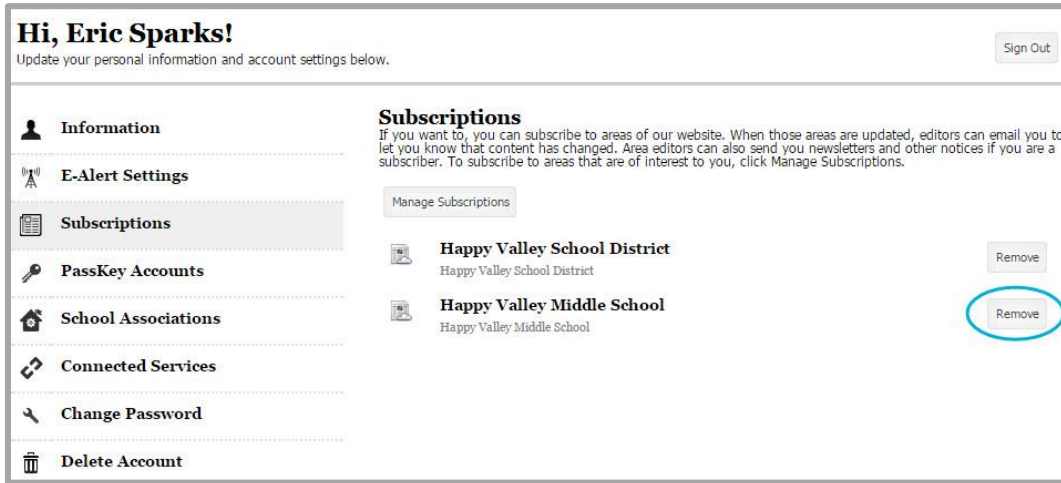 Hi, Eric Sparks!
Update your personal information and account settings below.
Sign Out
Information
E-Alert Settings
Subscriptions
PassKey Accounts
School Associations
Connected Services
Change Password
Delete Account
Subscriptions
If you want to, you can subscribe to areas of our website. When those areas are updated, editors can email you to
let you know that content has changed. Area editors can also send you newsletters and other notices if you are a
subscriber. To subscribe to areas that are of interest to you, click Manage Subscriptions.
Manage Subscriptions
Happy Valley School District
Happy Valley School District
Remove
Happy Valley Middle School
Happy Valley Middle School
Remove